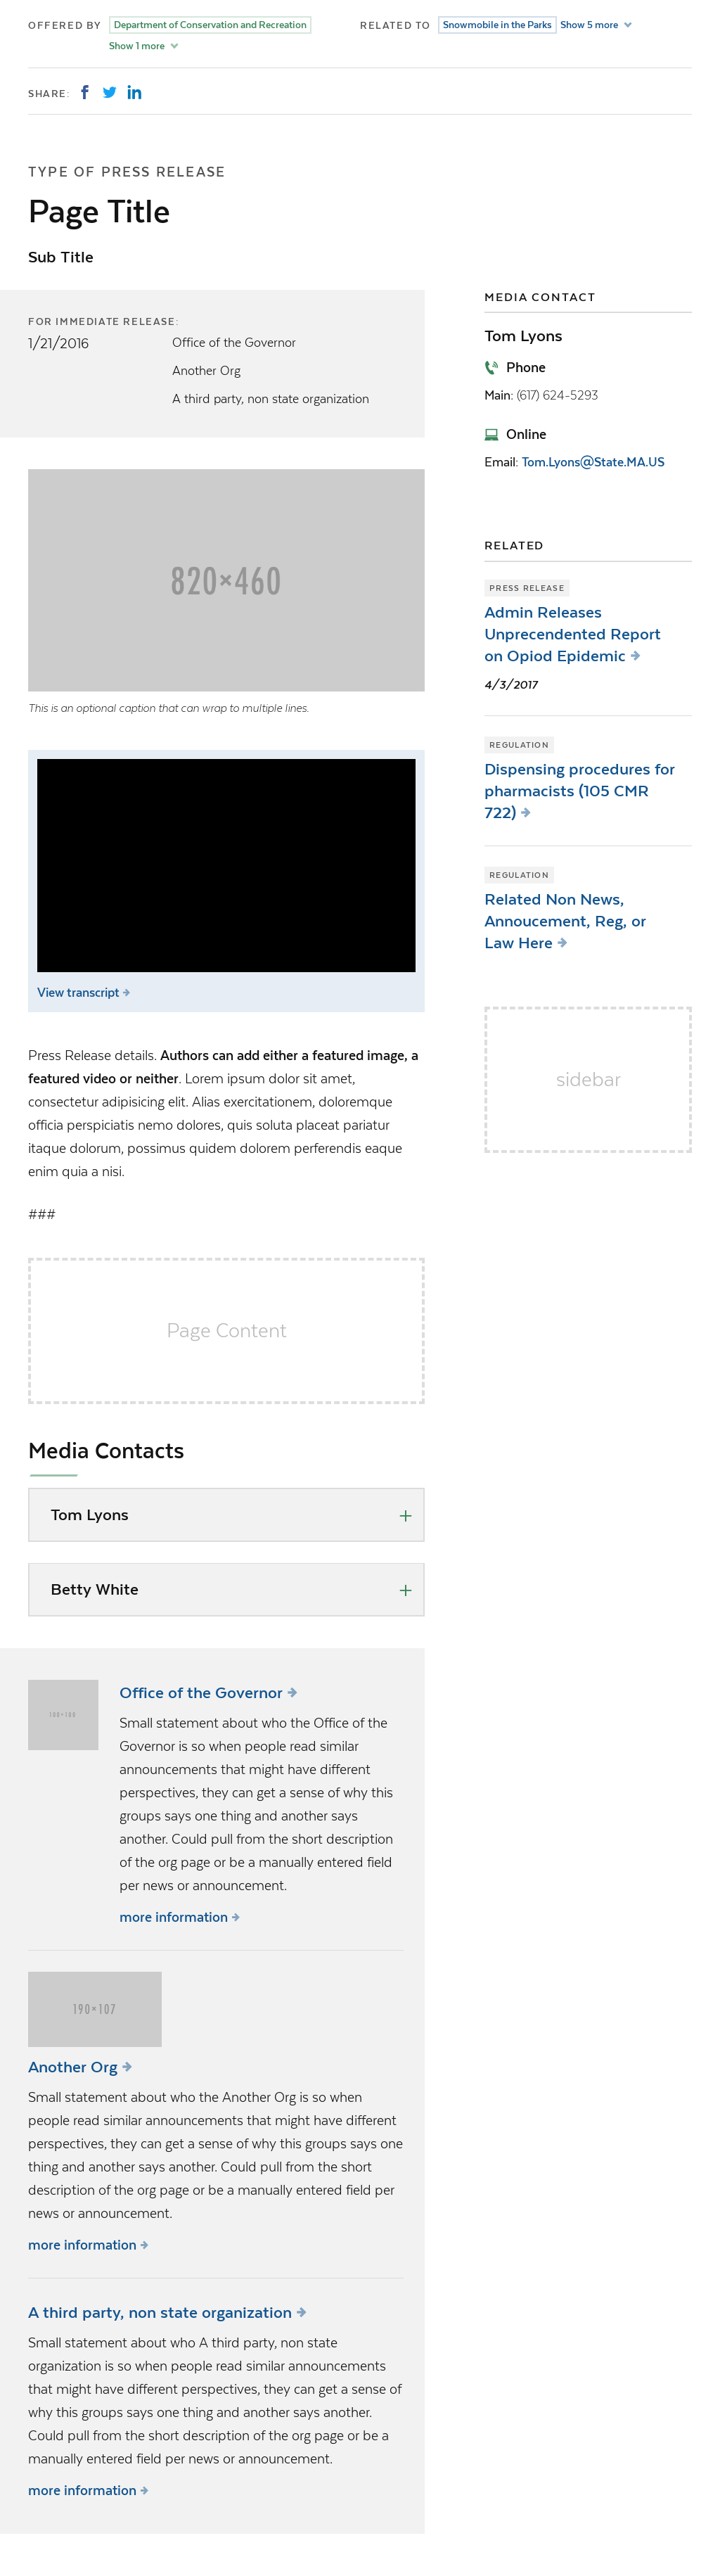 OFFERED BY Department of Conservation and Recreation
Show 1 more
RELATED TO Snowmobile in the Parks Show 5 more
SHARE:
TYPE OF PRESS RELEASE
Page Title
Sub Title
FOR IMMEDIATE RELEASE:
1/21/2016
Office of the Governor
Another Org
A third party, non state organization
820×460
This is an optional caption that can wrap to multiple lines.
View transcript
Press Release details. Authors can add either a featured image, a
featured video or neither. Lorem ipsum dolor sit amet,
consectetur adipisicing elit. Alias exercitationem, doloremque
officia perspiciatis nemo dolores, quis soluta placeat pariatur
itaque dolorum, possimus quidem dolorem perferendis eaque
enim quia a nisi.
###
Page Content
Media Contacts
Tom Lyons
Betty White
100×100
Office of the Governor
Small statement about who the Office of the
Governor is so when people read similar
announcements that might have different
perspectives, they can get a sense of why this
groups says one thing and another says
another. Could pull from the short description
of the org page or be a manually entered field
per news or announcement.
more information
190×107
Another Org
Small statement about who the Another Org is so when
people read similar announcements that might have different
perspectives, they can get a sense of why this groups says one
thing and another says another. Could pull from the short
description of the org page or be a manually entered field per
news or announcement.
more information
A third party, non state organization
Small statement about who A third party, non state
organization is so when people read similar announcements
that might have different perspectives, they can get a sense of
why this groups says one thing and another says another.
Could pull from the short description of the org page or be a
manually entered field per news or announcement.
more information
MEDIA CONTACT
Tom Lyons
Phone
Main: (617) 624-5293
Online
Email: Tom.Lyons@State.MA.US
RELATED
PRESS RELEASE
Admin Releases
Unprecendented Report
on Opiod Epidemic
4/3/2017
REGULATION
Dispensing procedures for
pharmacists (105 CMR
722)
REGULATION
Related Non News,
Annoucement, Reg, or
Law Here
sidebar